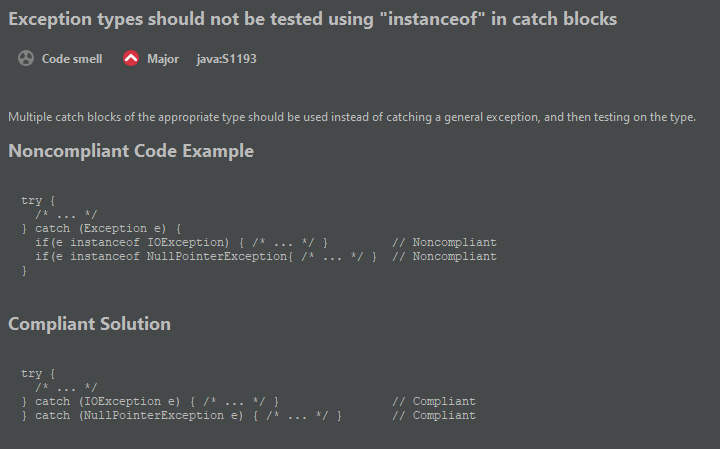 Exception types should not be tested using "instanceof" in catch blocks
Code smell Major java:S1193
Multiple catch blocks of the appropriate type should be used instead of catching a general exception, and then testing on the type.
Noncompliant Code Example
try {
/* ... */
} catch (Exception e) {
if(e instanceof IOException) { /* ... */ } // Noncompliant
if(e instanceof NullPointerException{ /* ... */ } // Noncompliant
}
Compliant Solution
try {
/* ... */
} catch (IOException e) { /* ... */ } // Compliant
} catch (NullPointerException e) { /* ... */ } // Compliant